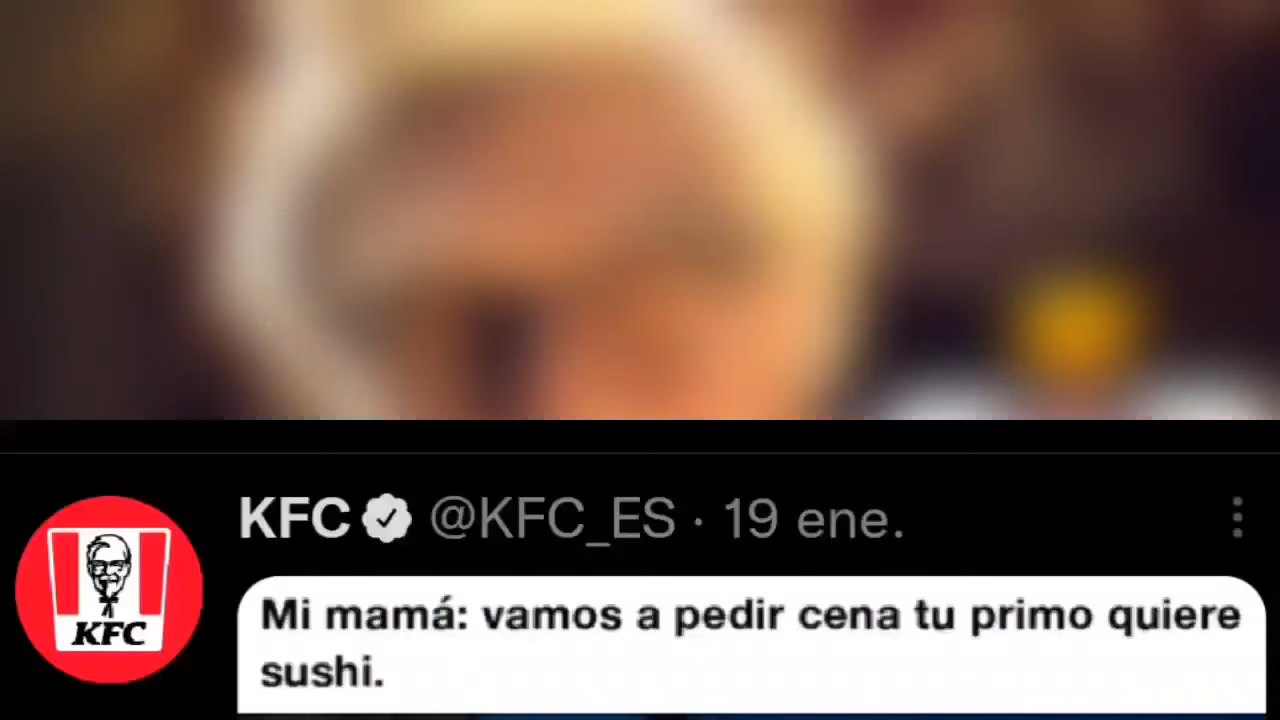 KFC @KFC_ES · 19 ene.
KFC
Mi mamá: vamos a pedir cena tu primo quiere
sushi.